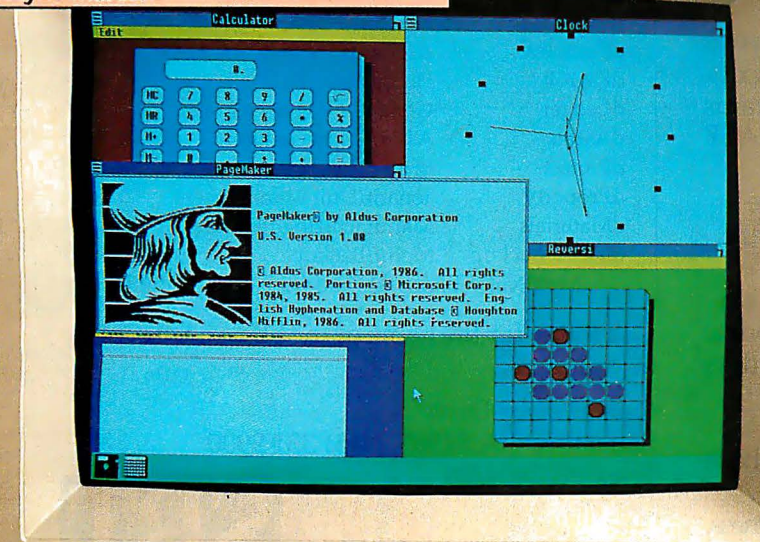 Calculator
Edit
0.
MC 7 8 9 / √
MR 4 5 6 * %
M+ 1 2 3 - C
M- 0
Clock
PageMaker
PageMaker® by Aldus Corporation
U.S. Version 1.00
© Aldus Corporation, 1986. All rights
reserved. Portions © Microsoft Corp.,
1984, 1985. All rights reserved. Eng-
lish Hyphenation and Database © Houghton
Mifflin, 1986. All rights reserved.
Reversi